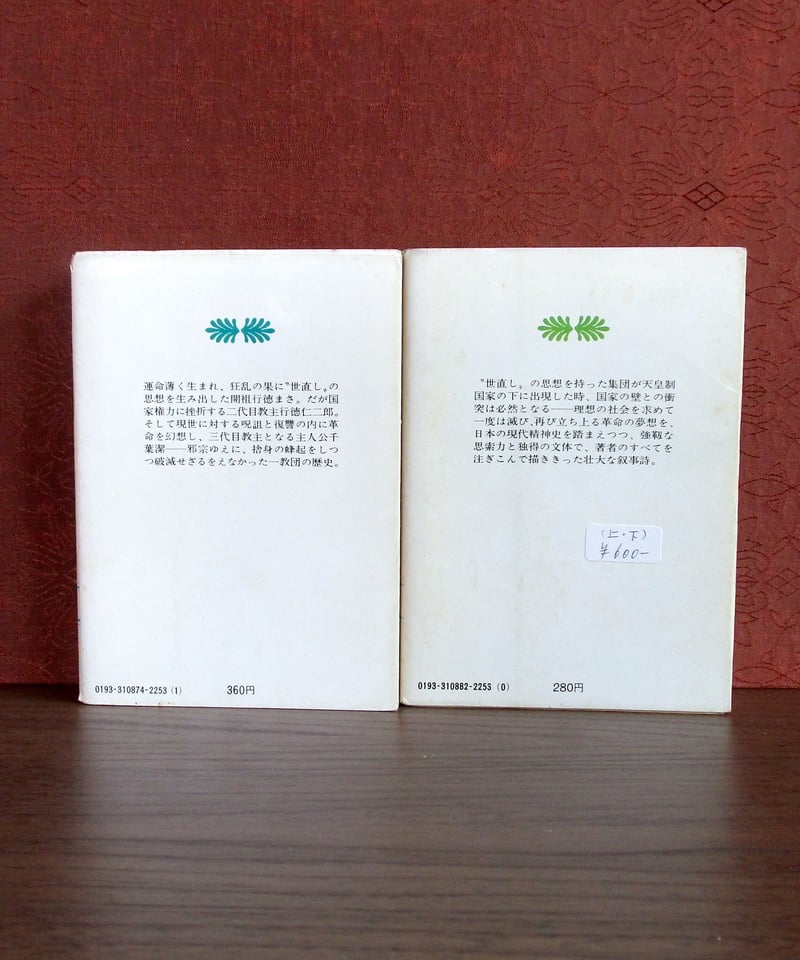 運命薄く生まれ、狂乱の果に〝世直し〟の
思想を生み出した開祖行徳まさ。だが国
家権力に挫折する二代目教主行徳仁二郎。
そして現世に対する呪詛と復讐の内に革
命を幻想し、三代目教主となる主人公千
葉潔――邪宗ゆえに、捨身の蜂起をしつ
つ破滅せざるをえなかった一教団の歴史。
0193-310874-2253 (1)
360円
〝世直し〟の思想を持った集団が天皇制
国家の下に出現した時、国家の壁との衝
突は必然となる――理想の社会を求めて
一度は滅び、再び立ち上る革命の夢想を、
日本の現代精神史を踏まえつつ、強靱な
思索力と独得の文体で、著者のすべてを
注ぎこんで描ききった壮大な叙事詩。
(上・下)
¥600-
0193-310882-2253 (0)
280円